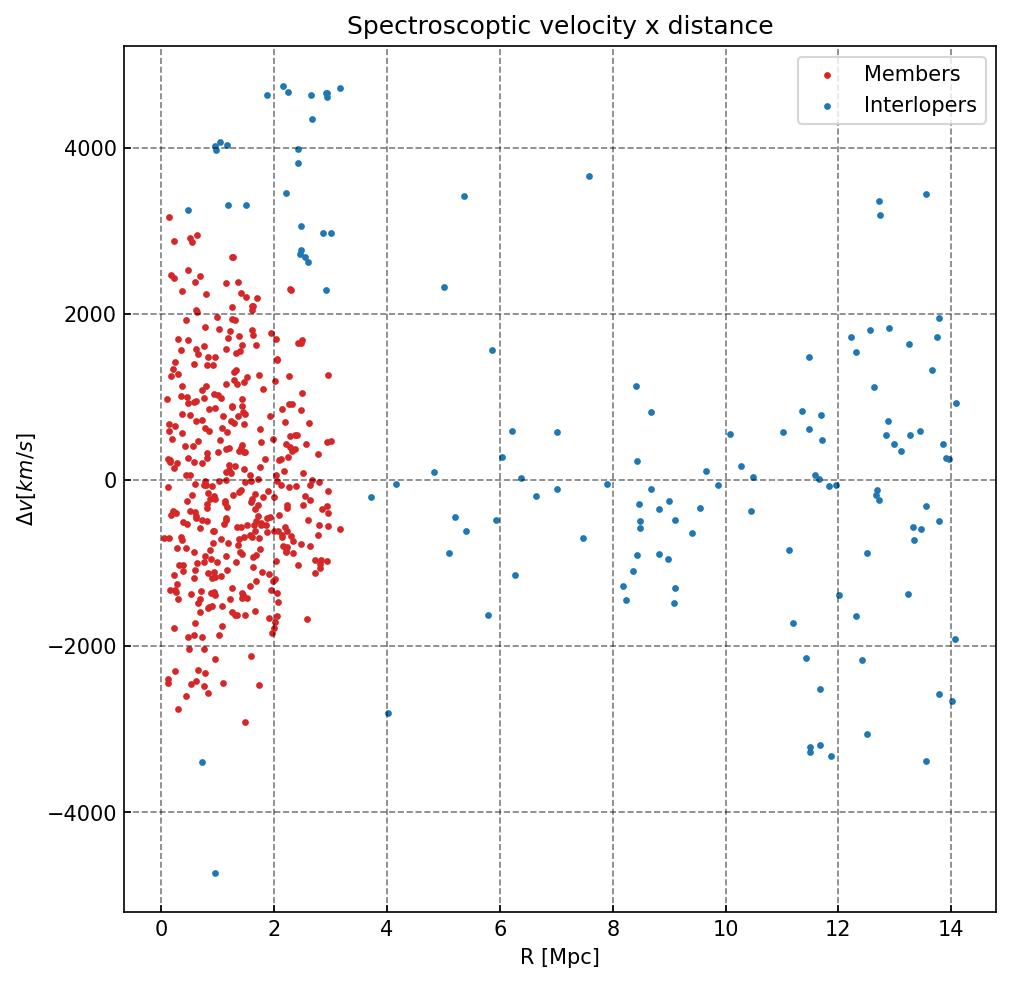 Spectroscoptic velocity x distance
Members
Interlopers
4000
2000
0
−2000
−4000
Δv[km/s]
0 2 4 6 8 10 12 14
R [Mpc]